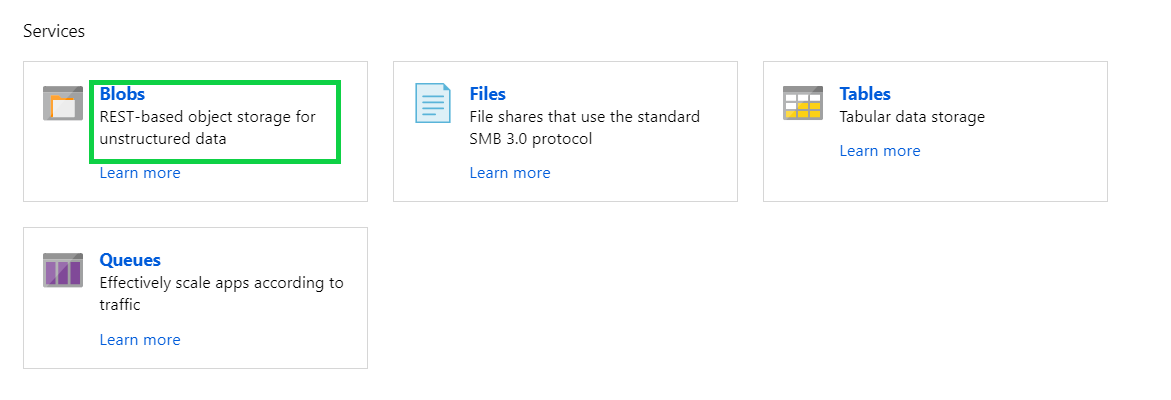 Services
Blobs
REST-based object storage for
unstructured data
Learn more
Files
File shares that use the standard
SMB 3.0 protocol
Learn more
Tables
Tabular data storage
Learn more
Queues
Effectively scale apps according to
traffic
Learn more